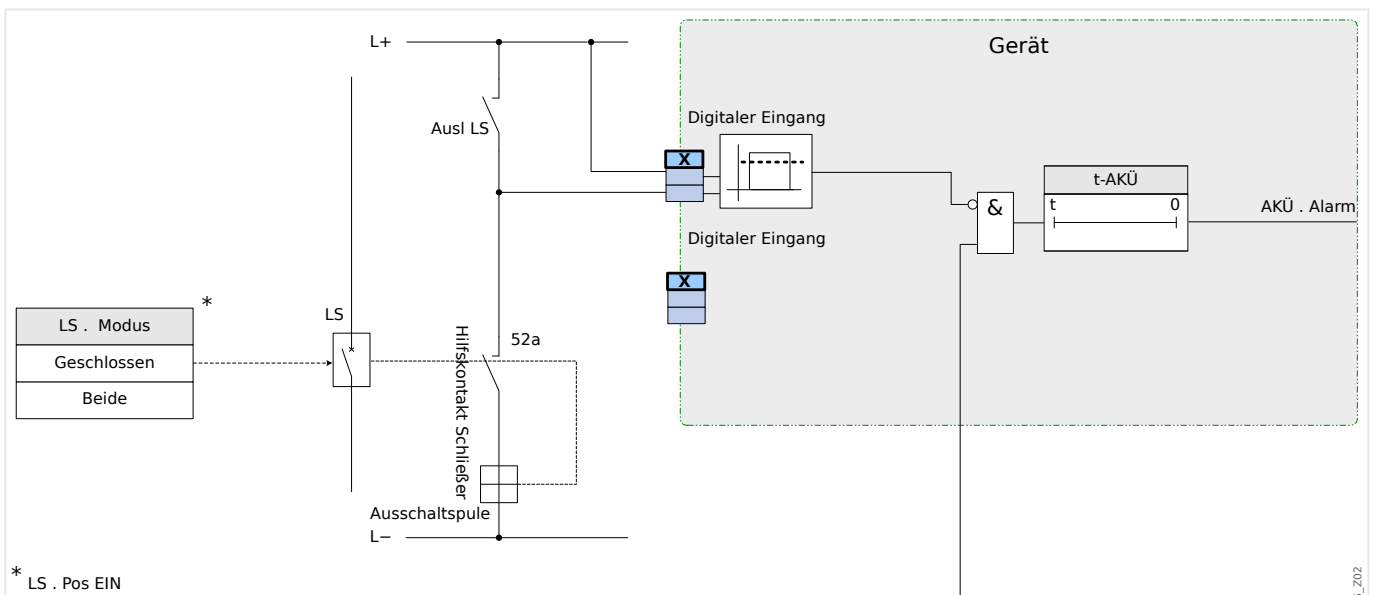 L+
Gerät
Digitaler Eingang
Ausl LS
X
t-AKÜ
t
0
&
AKÜ . Alarm
Digitaler Eingang
X
*
LS . Modus
Geschlossen
Beide
LS
52a
Hilfskontakt Schließer
Ausschaltspule
L−
* LS . Pos EIN